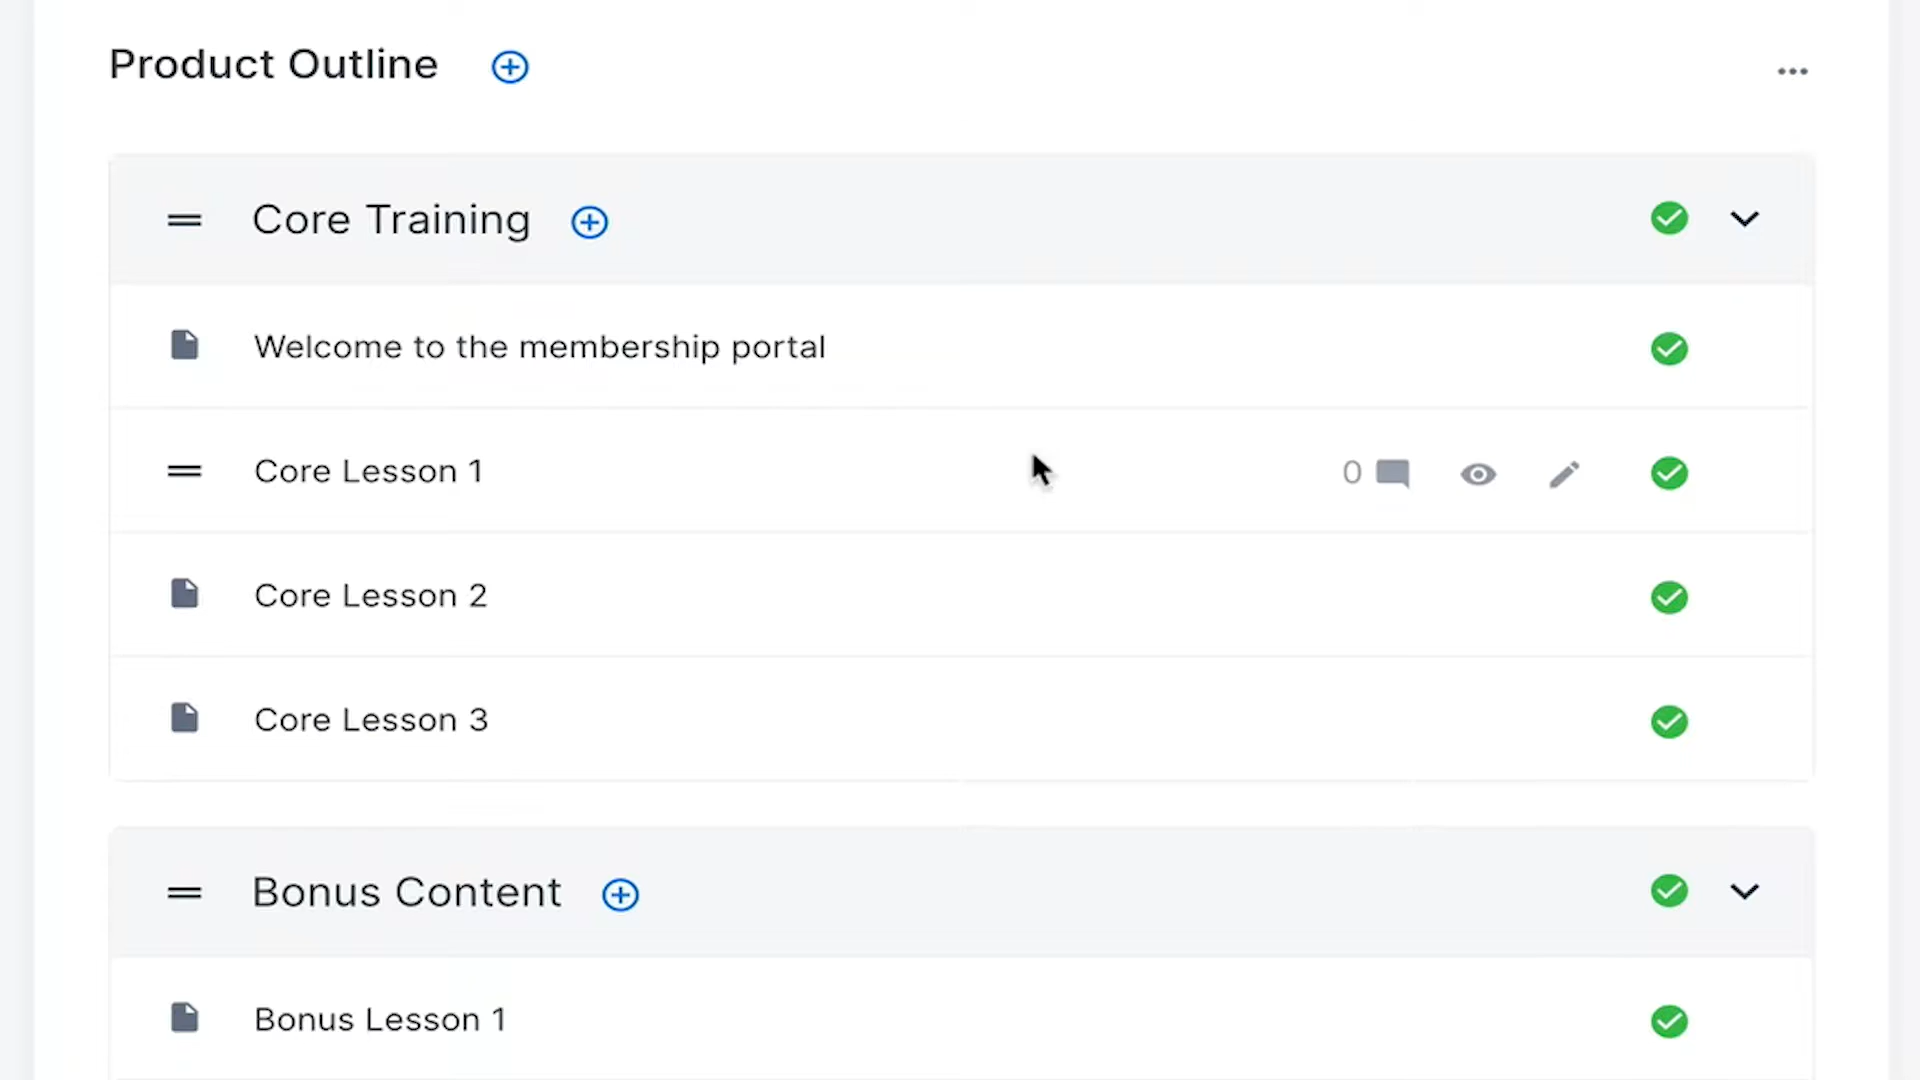 Product Outline
Core Training
Welcome to the membership portal
Core Lesson 1 0
Core Lesson 2
Core Lesson 3
Bonus Content
Bonus Lesson 1